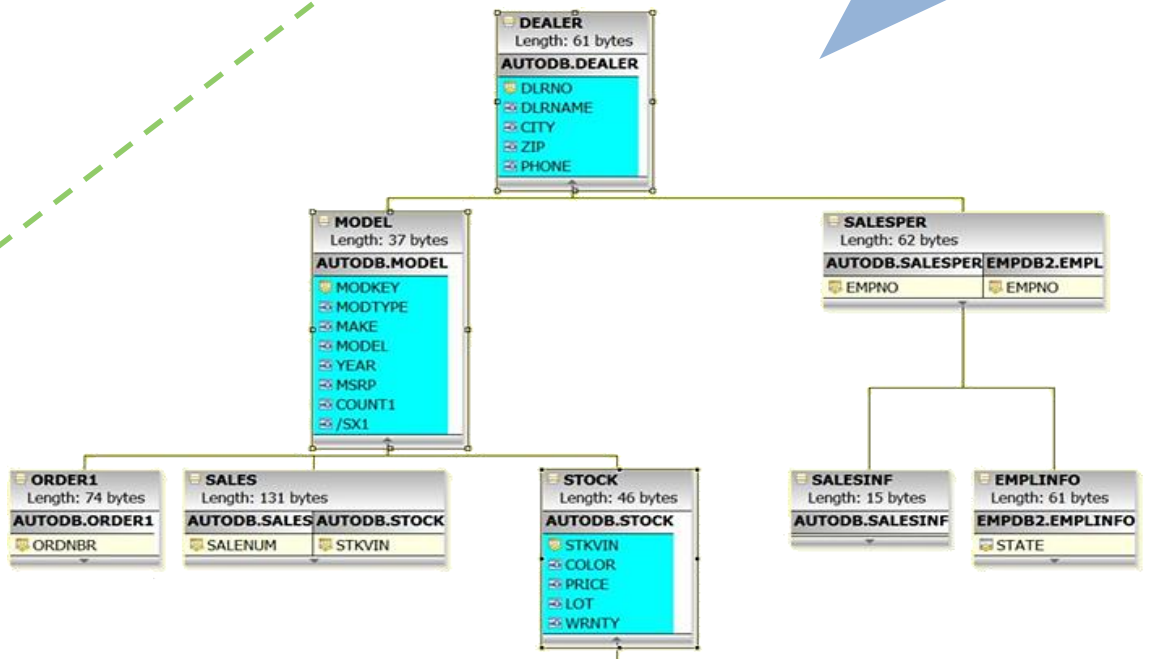 DEALER
Length: 61 bytes
AUTODB.DEALER
DLRNO
DLRNAME
CITY
ZIP
PHONE
MODEL
Length: 37 bytes
AUTODB.MODEL
MODKEY
MODTYPE
MAKE
MODEL
YEAR
MSRP
COUNT1
/SX1
SALESPER
Length: 62 bytes
AUTODB.SALESPER EMPDB2.EMPL
EMPNO EMPNO
ORDER1
Length: 74 bytes
AUTODB.ORDER1
ORDNBR
SALES
Length: 131 bytes
AUTODB.SALES AUTODB.STOCK
SALENUM STKVIN
STOCK
Length: 46 bytes
AUTODB.STOCK
STKVIN
COLOR
PRICE
LOT
WRNTY
SALESINF
Length: 15 bytes
AUTODB.SALESINF
EMPLINFO
Length: 61 bytes
EMPDB2.EMPLINFO
STATE